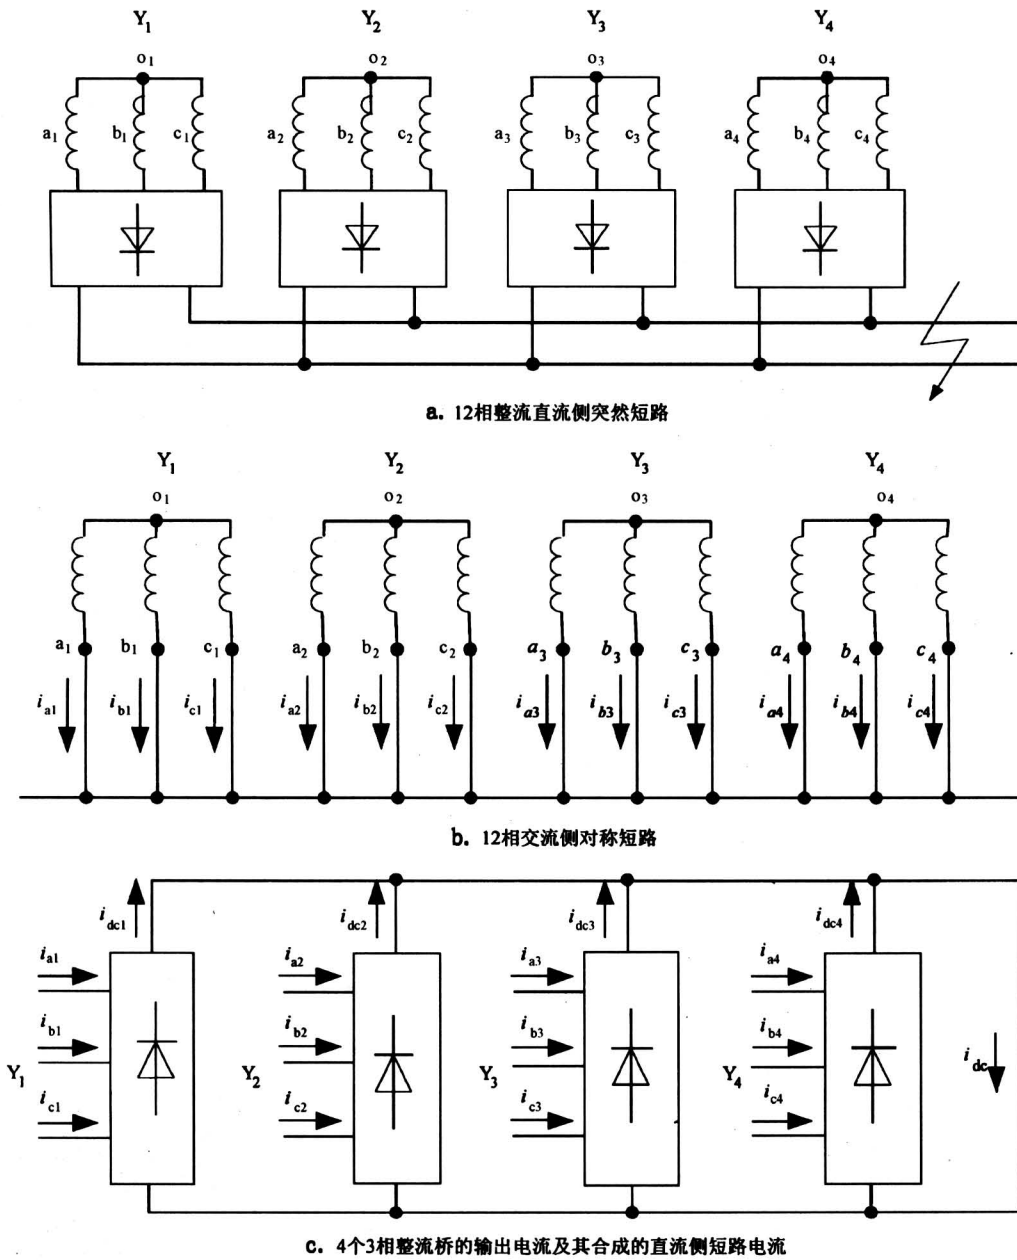 Y1 Y2 Y3 Y4
o1 o2 o3 o4
a1 b1 c1 a2 b2 c2 a3 b3 c3 a4 b4 c4
a. 12相整流直流侧突然短路
Y1 Y2 Y3 Y4
o1 o2 o3 o4
a1 b1 c1 a2 b2 c2 a3 b3 c3 a4 b4 c4
ia1 ib1 ic1 ia2 ib2 ic2 ia3 ib3 ic3 ia4 ib4 ic4
b. 12相交流侧对称短路
idc1 idc2 idc3 idc4
ia1 ia2 ia3 ia4
ib1 ib2 ib3 ib4
idc
Y1 Y2 Y3 Y4
ic1 ic2 ic3 ic4
c. 4个3相整流桥的输出电流及其合成的直流侧短路电流